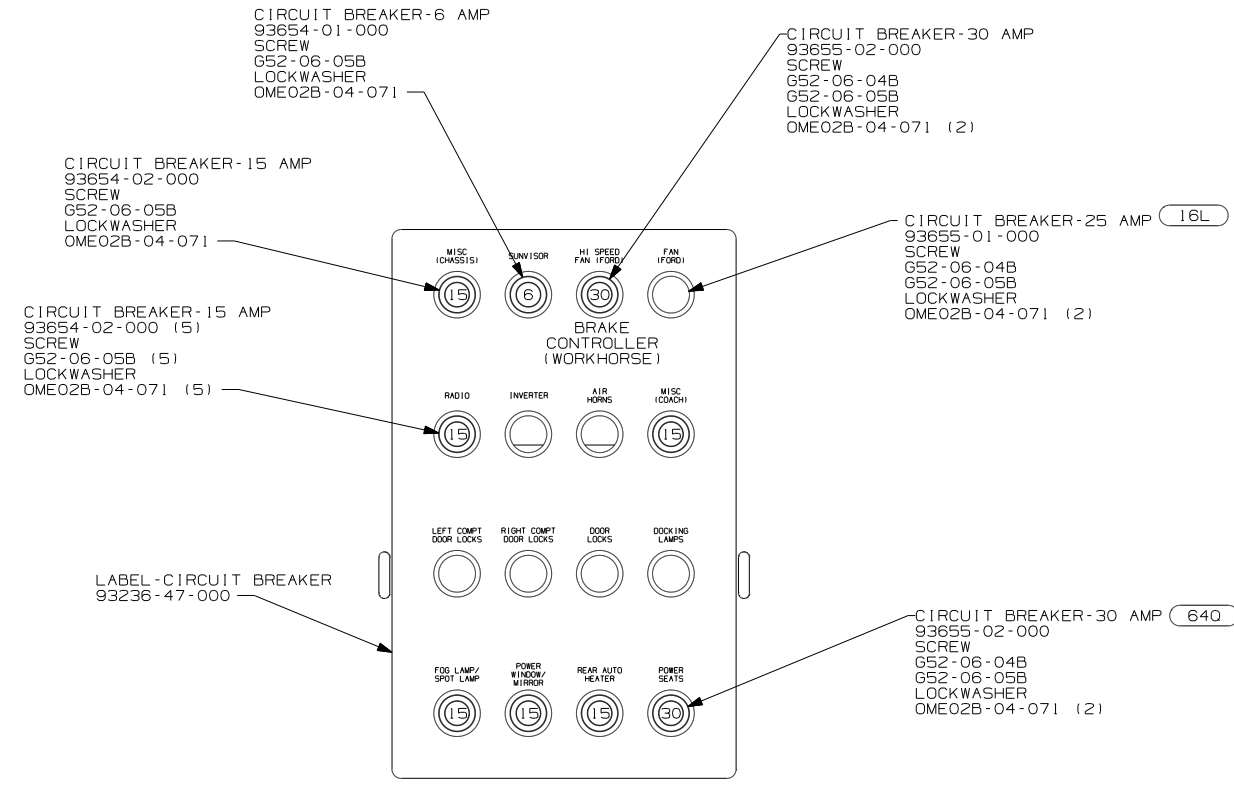 CIRCUIT BREAKER-6 AMP
93654-01-000
SCREW
G52-06-05B
LOCKWASHER
OME02B-04-071
CIRCUIT BREAKER-30 AMP
93655-02-000
SCREW
G52-06-04B
G52-06-05B
LOCKWASHER
OME02B-04-071 (2)
CIRCUIT BREAKER-15 AMP
93654-02-000
SCREW
G52-06-05B
LOCKWASHER
OME02B-04-071
CIRCUIT BREAKER-25 AMP 16L
93655-01-000
SCREW
G52-06-04B
G52-06-05B
LOCKWASHER
OME02B-04-071 (2)
CIRCUIT BREAKER-15 AMP
93654-02-000 (5)
SCREW
G52-06-05B (5)
LOCKWASHER
OME02B-04-071 (5)
MISC
(CHASSIS)
SUNVISOR
HI SPEED
FAN (FORD)
FAN
(FORD)
15
6
30
BRAKE
CONTROLLER
(WORKHORSE)
RADIO
INVERTER
AIR
HORNS
MISC
(COACH)
15
15
LEFT COMPT
DOOR LOCKS
RIGHT COMPT
DOOR LOCKS
DOOR
LOCKS
DOCKING
LAMPS
LABEL-CIRCUIT BREAKER
93236-47-000
FOG LAMP/
SPOT LAMP
POWER
WINDOW/
MIRROR
REAR AUTO
HEATER
POWER
SEATS
15
15
15
30
CIRCUIT BREAKER-30 AMP 64Q
93655-02-000
SCREW
G52-06-04B
G52-06-05B
LOCKWASHER
OME02B-04-071 (2)